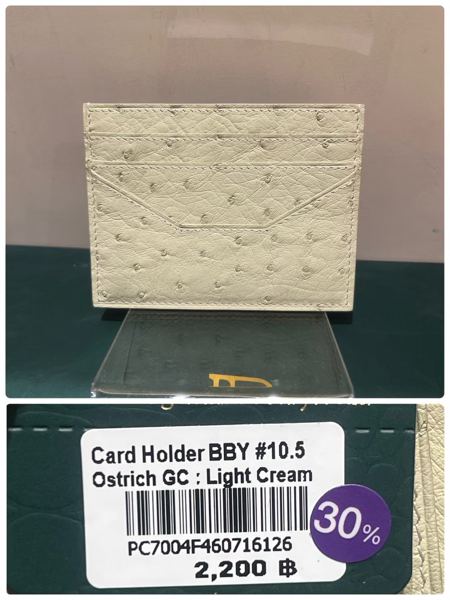 Card Holder BBY #10.5
Ostrich GC : Light Cream
PC7004F460716126
2,200 ฿
30%